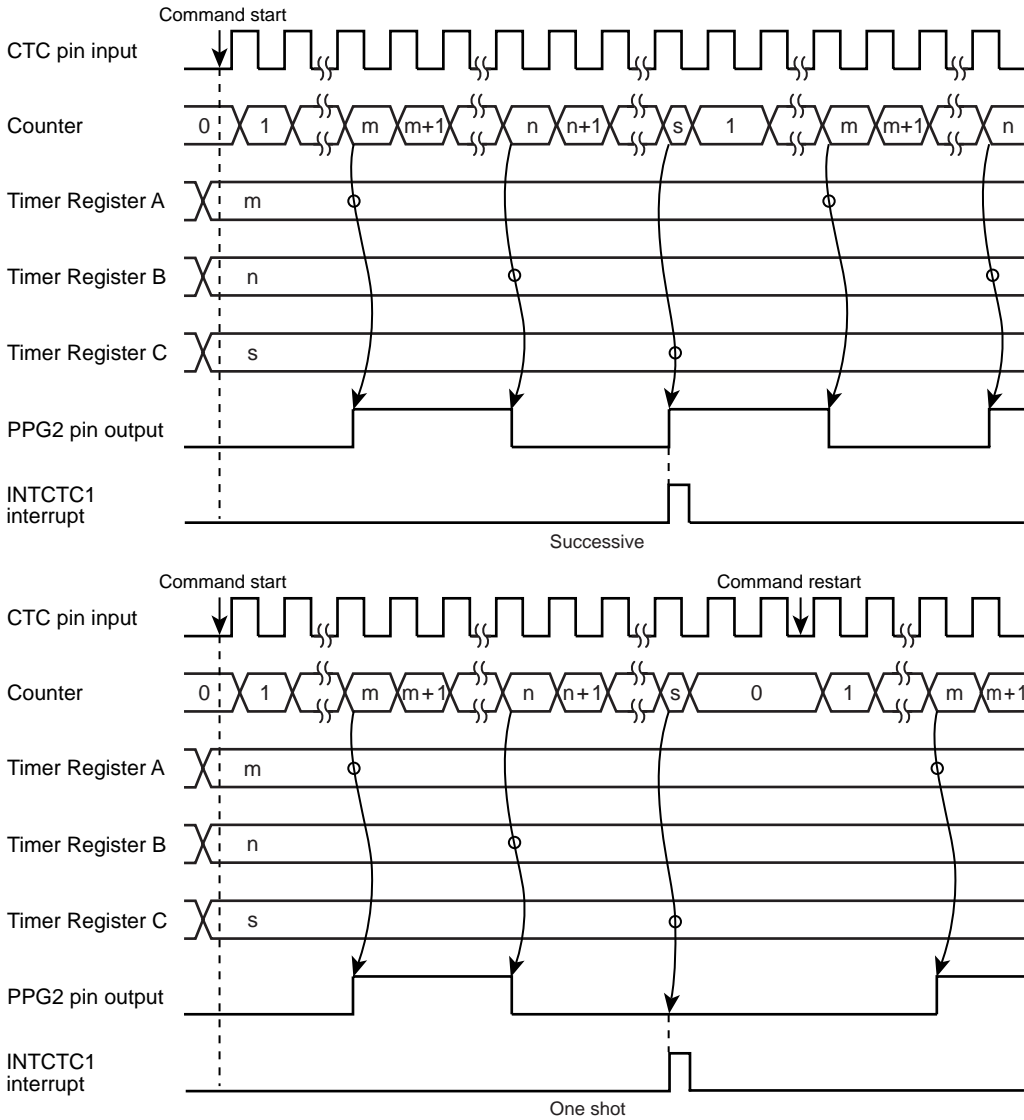 Command start
CTC pin input
Counter 0 1 m m+1 n n+1 s 1 m m+1 n
Timer Register A m
Timer Register B n
Timer Register C s
PPG2 pin output
INTCTC1
interrupt
Successive
Command start Command restart
CTC pin input
Counter 0 1 m m+1 n n+1 s 0 1 m m+1
Timer Register A m
Timer Register B n
Timer Register C s
PPG2 pin output
INTCTC1
interrupt
One shot